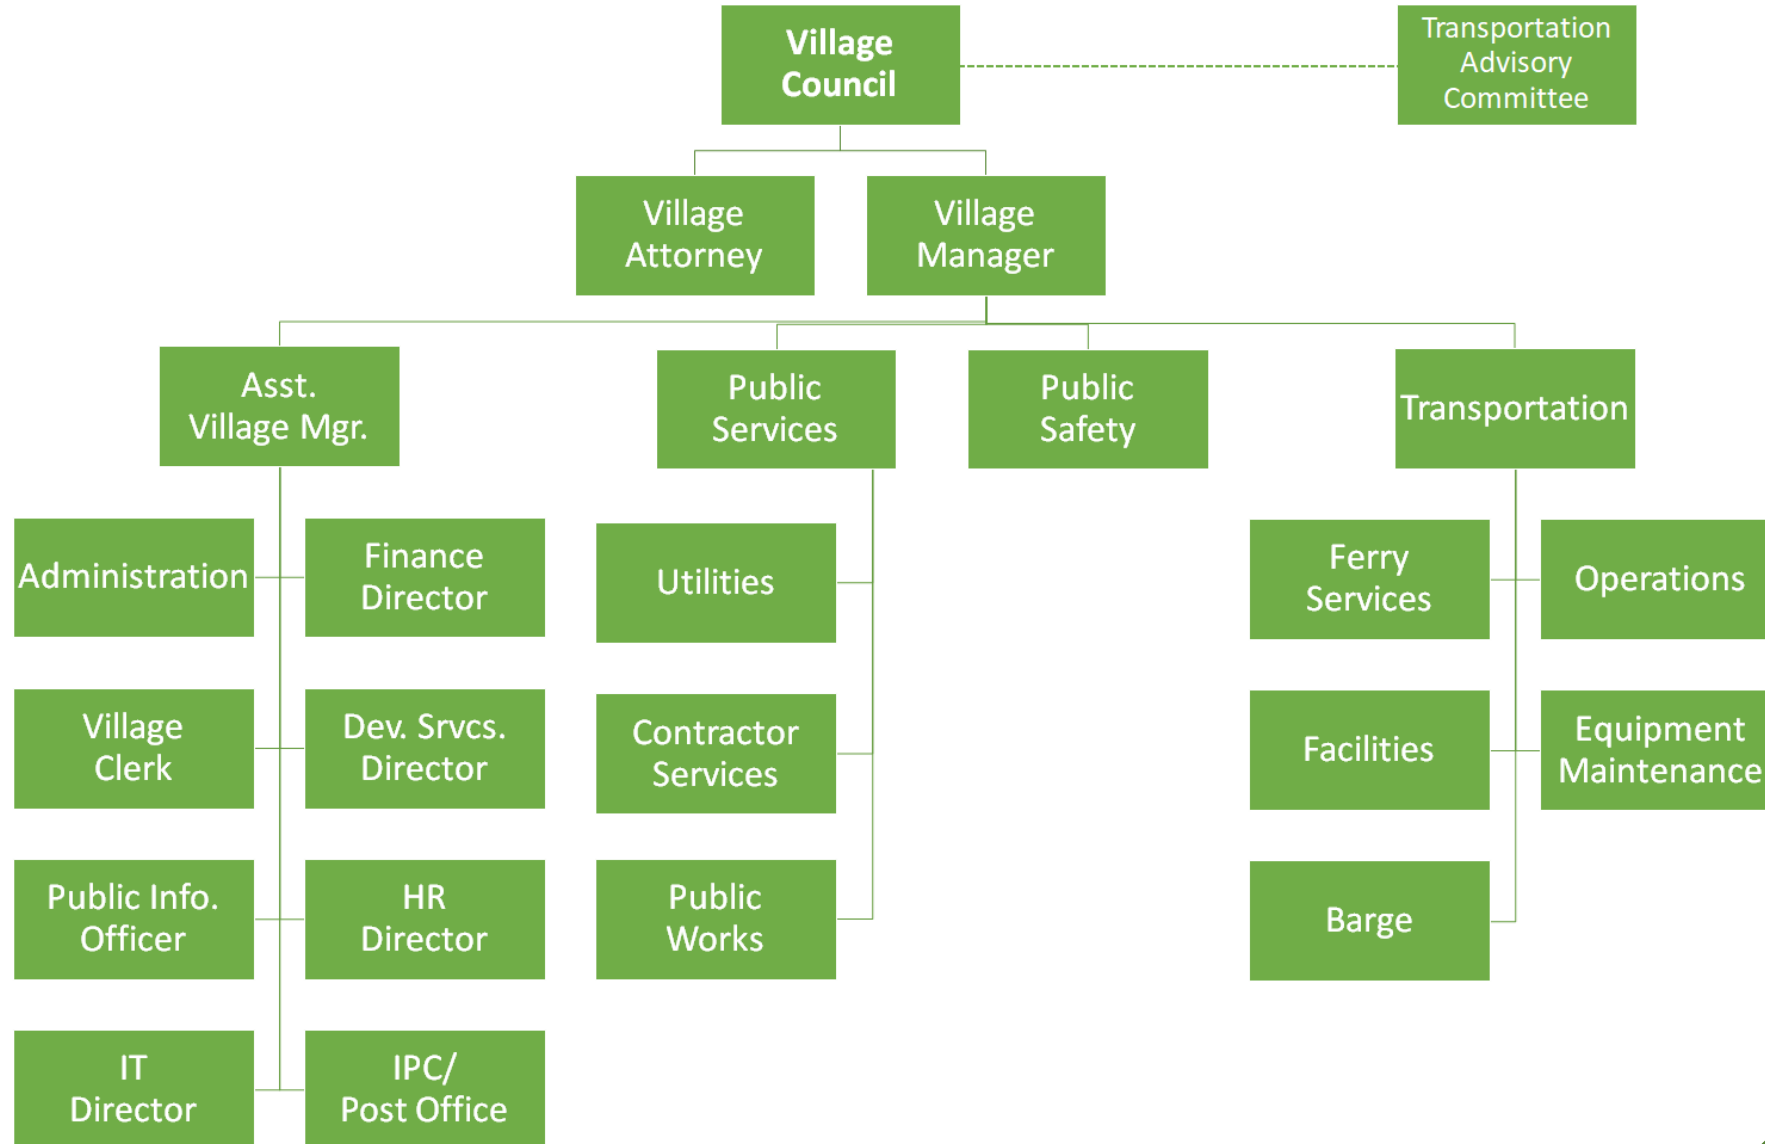 Village
Council
Transportation
Advisory
Committee
Village
Attorney
Village
Manager
Asst.
Village Mgr.
Public
Services
Public
Safety
Transportation
Administration
Finance
Director
Utilities
Ferry
Services
Operations
Village
Clerk
Dev. Srvcs.
Director
Contractor
Services
Facilities
Equipment
Maintenance
Public Info.
Officer
HR
Director
Public
Works
Barge
IT
Director
IPC/
Post Office